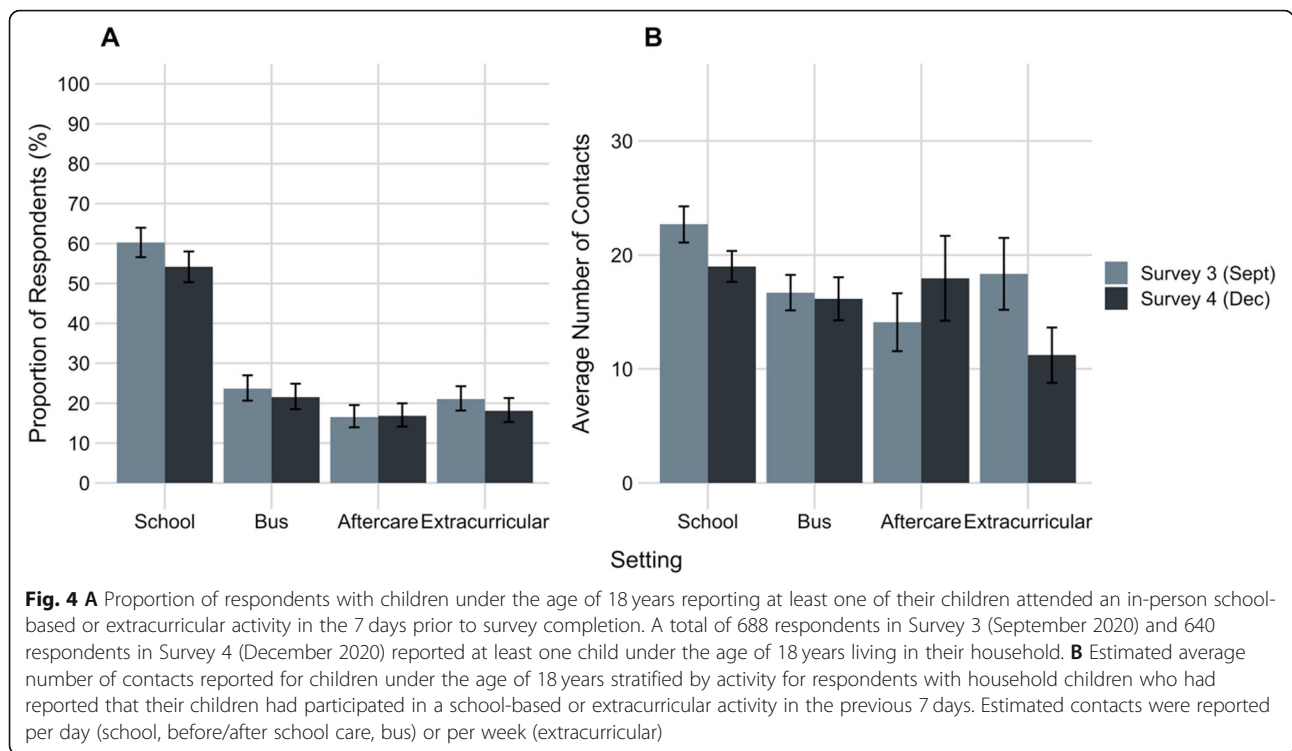 A
B
Proportion of Respondents (%)
100
90
80
70
60
50
40
30
20
10
0
School Bus Aftercare Extracurricular
Average Number of Contacts
30
20
10
0
School Bus Aftercare Extracurricular
Setting
Survey 3 (Sept)
Survey 4 (Dec)
Fig. 4 A Proportion of respondents with children under the age of 18 years reporting at least one of their children attended an in-person school-
based or extracurricular activity in the 7 days prior to survey completion. A total of 688 respondents in Survey 3 (September 2020) and 640
respondents in Survey 4 (December 2020) reported at least one child under the age of 18 years living in their household. B Estimated average
number of contacts reported for children under the age of 18 years stratified by activity for respondents with household children who had
reported that their children had participated in a school-based or extracurricular activity in the previous 7 days. Estimated contacts were reported
per day (school, before/after school care, bus) or per week (extracurricular)